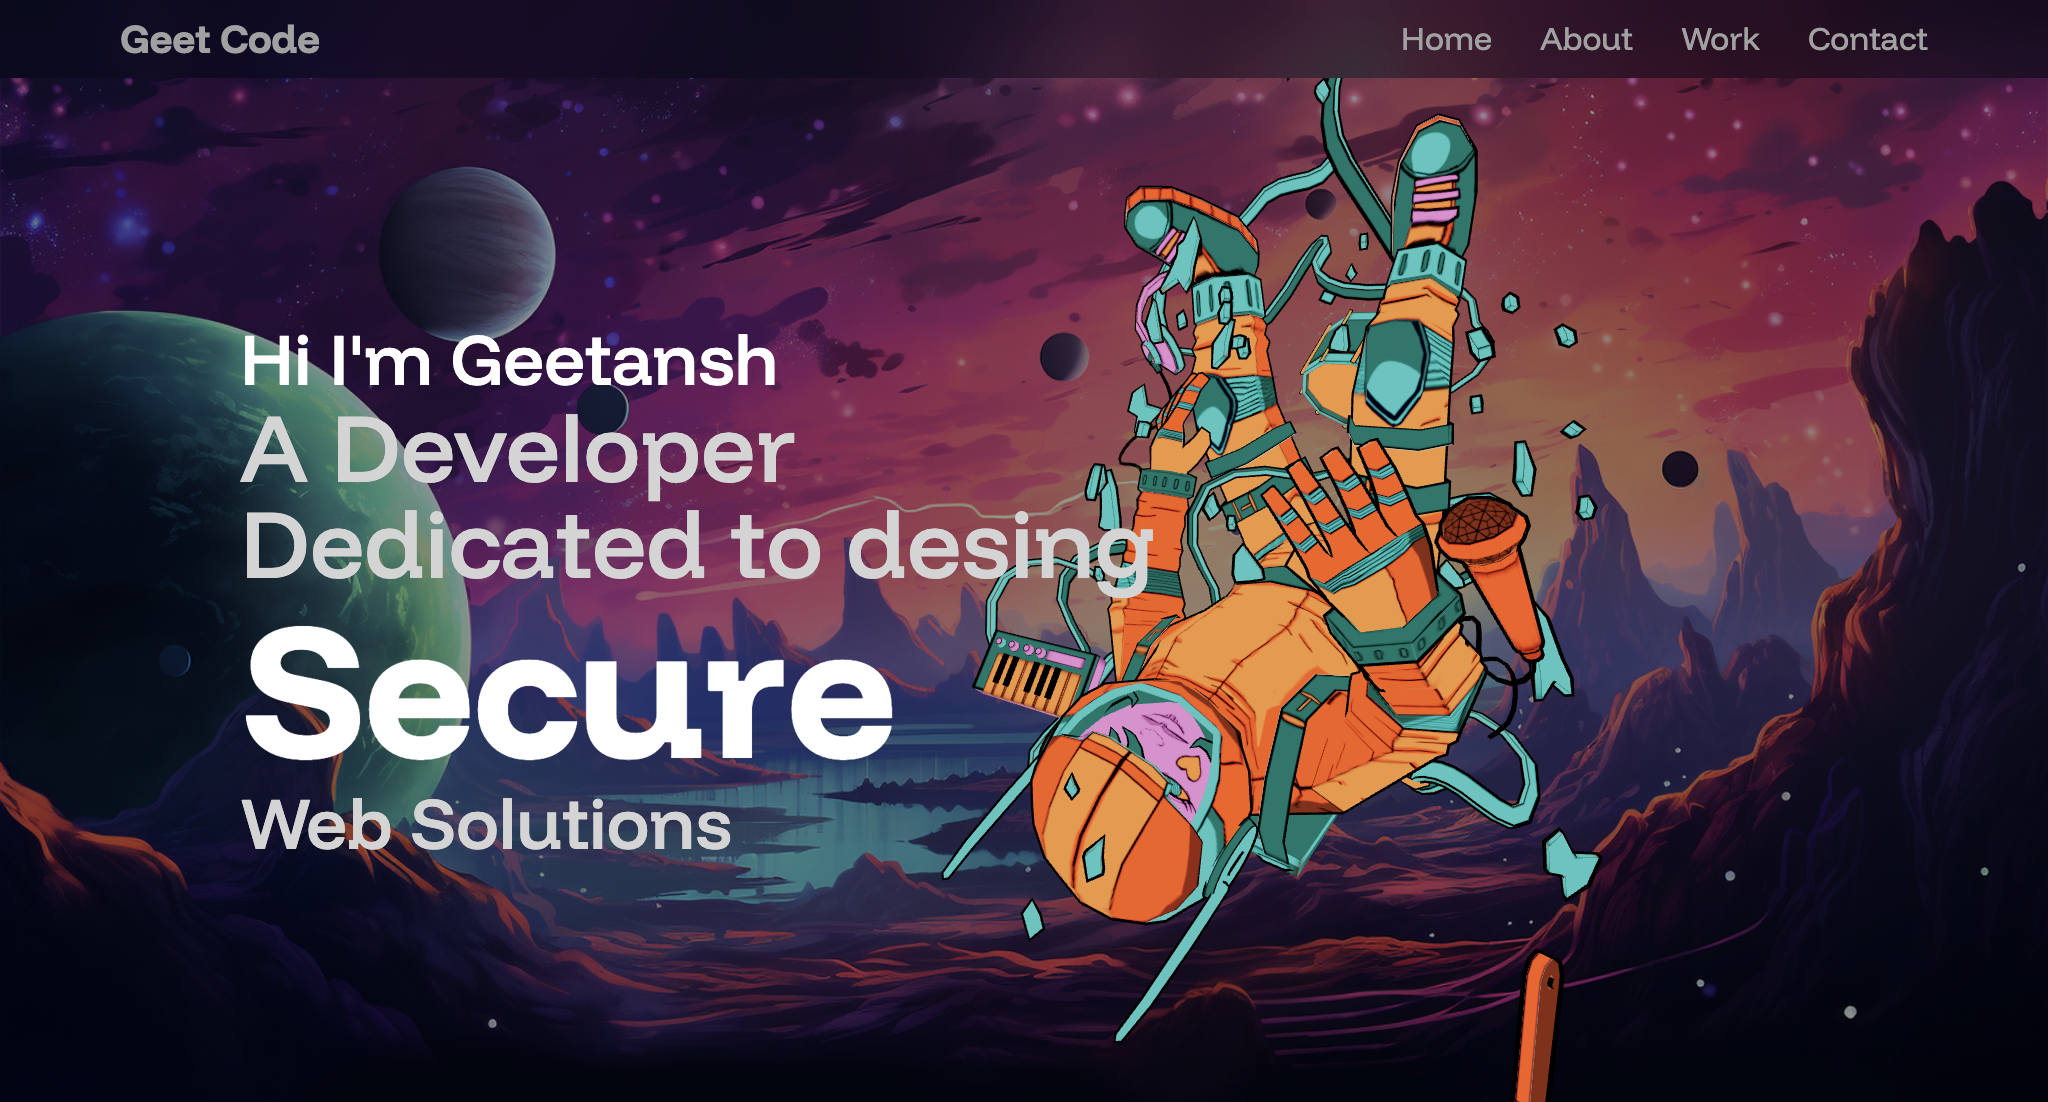 Geet Code
Home About Work Contact
Hi I'm Geetansh
A Developer
Dedicated to desing
Secure
Web Solutions